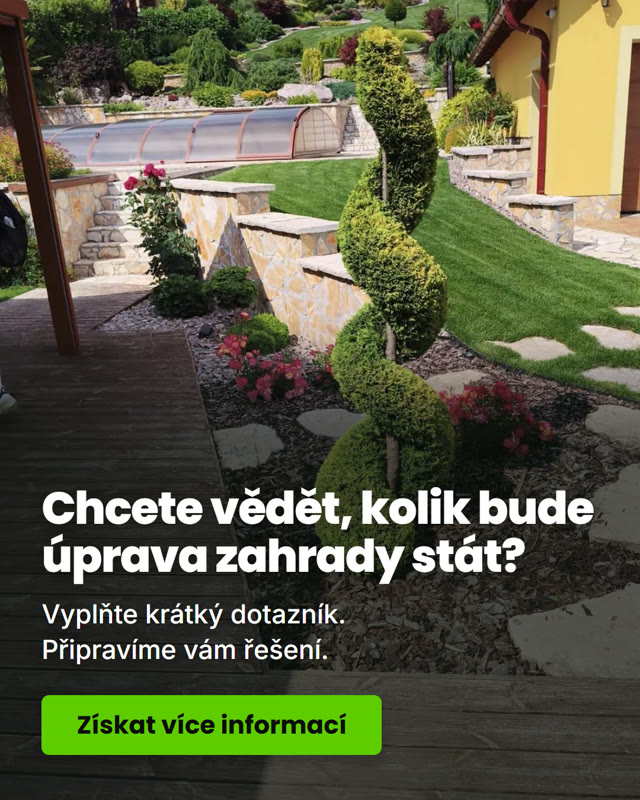 Chcete vědět, kolik bude
úprava zahrady stát?
Vyplňte krátký dotazník.
Připravíme vám řešení.
Získat více informací